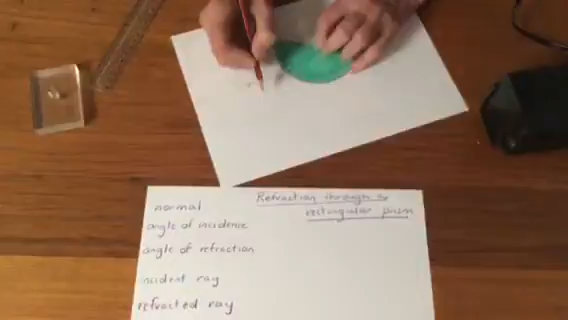 Refraction through a
rectangular prism
normal
angle of incidence
angle of refraction
incident ray
refracted ray